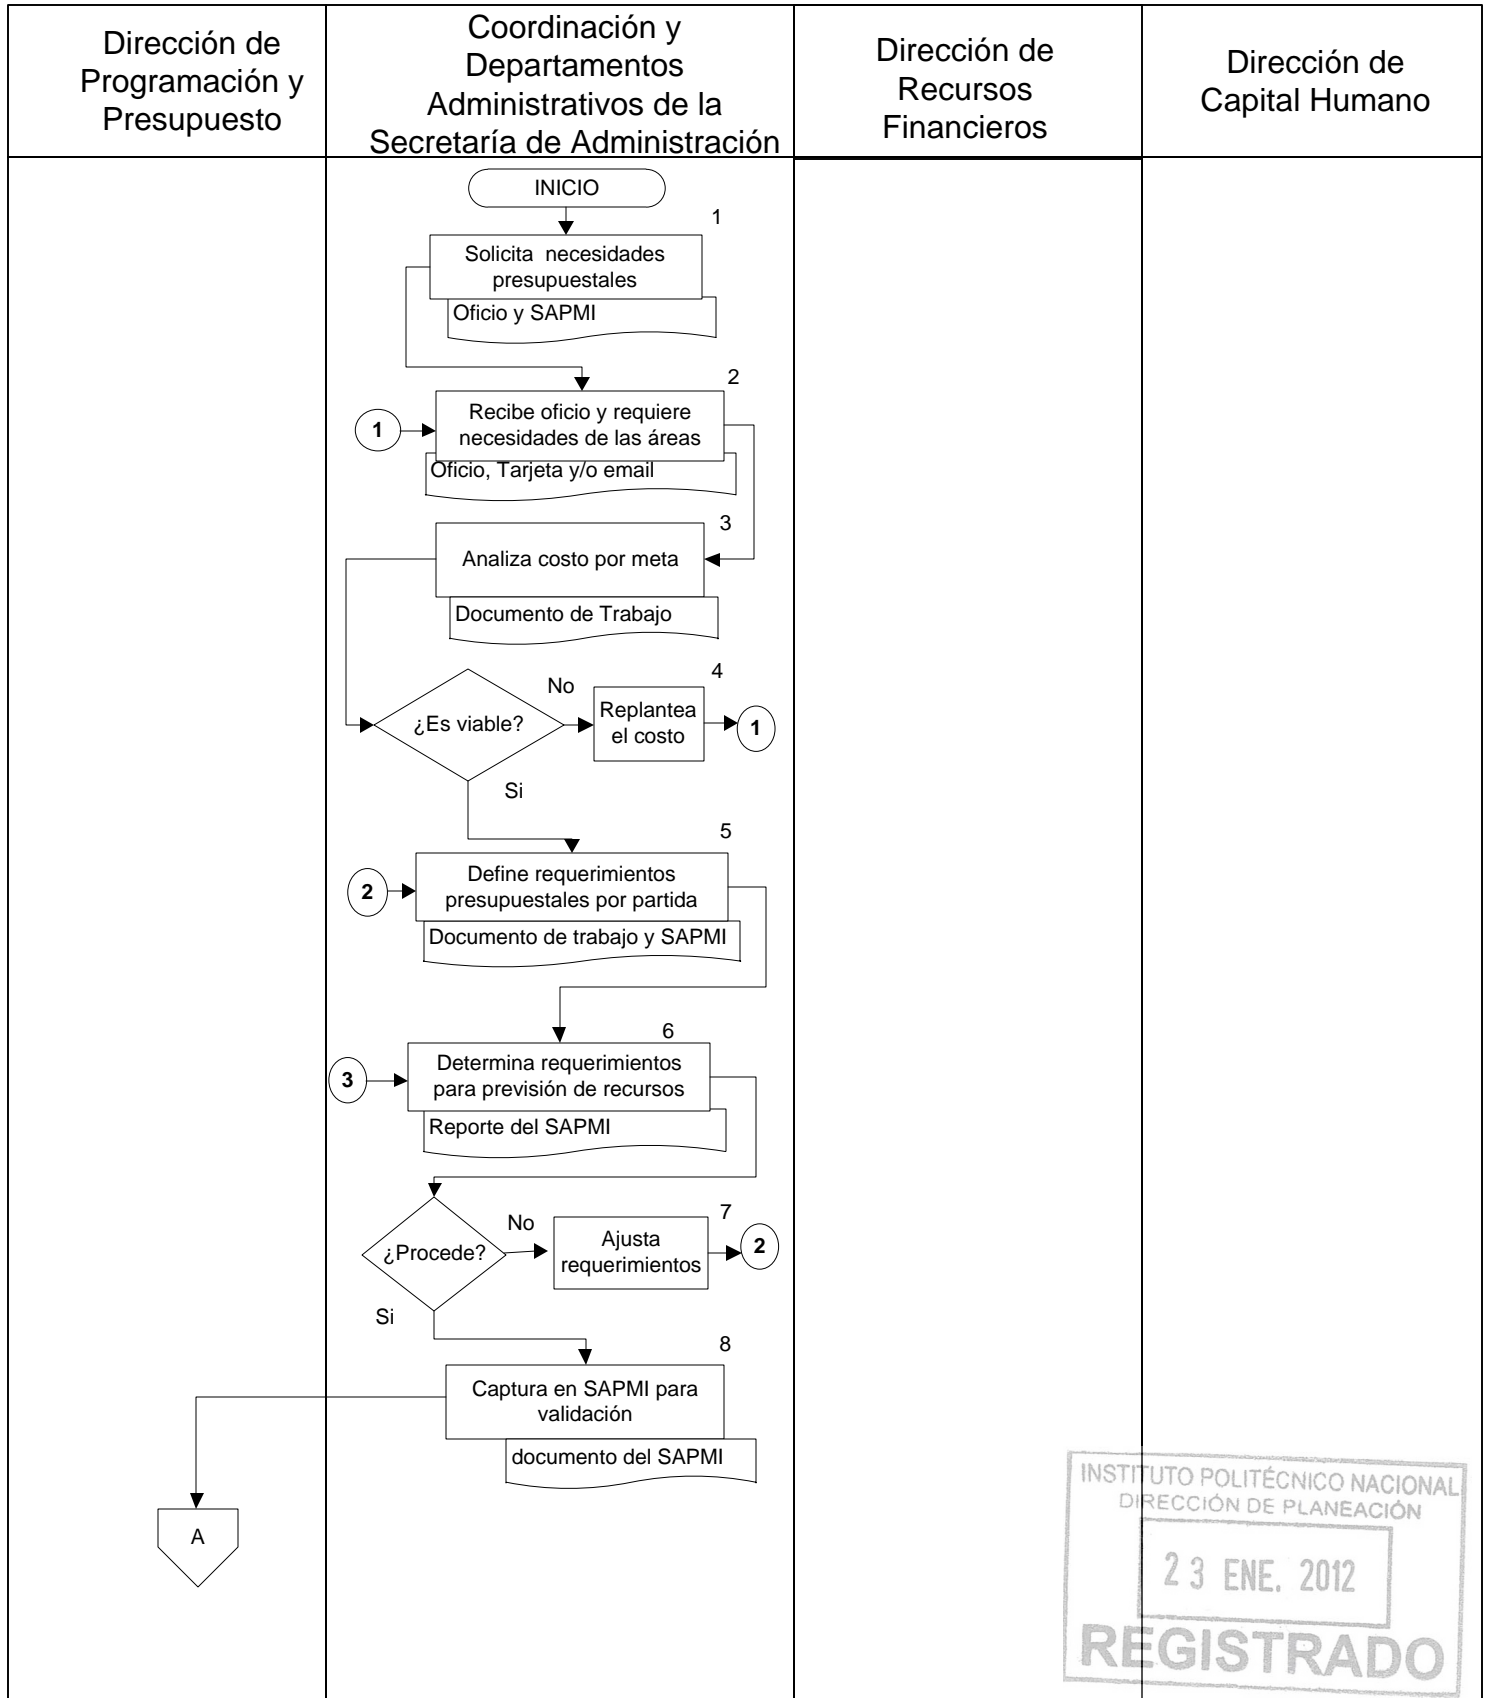 Dirección de
Programación y
Presupuesto
Coordinación y
Departamentos
Administrativos de la
Secretaría de Administración
Dirección de
Recursos
Financieros
Dirección de
Capital Humano
INICIO
1
Solicita necesidades
presupuestales
Oficio y SAPMI
2
Recibe oficio y requiere
necesidades de las áreas
1
Oficio, Tarjeta y/o email
3
Analiza costo por meta
Documento de Trabajo
4
No
¿Es viable?
Replantea
el costo
1
Si
5
Define requerimientos
presupuestales por partida
2
Documento de trabajo y SAPMI
6
Determina requerimientos
para previsión de recursos
3
Reporte del SAPMI
7
No
¿Procede?
Ajusta
requerimientos
2
Si
8
Captura en SAPMI para
validación
documento del SAPMI
A
INSTITUTO POLITÉCNICO NACIONAL
DIRECCIÓN DE PLANEACIÓN
23 ENE. 2012
REGISTRADO